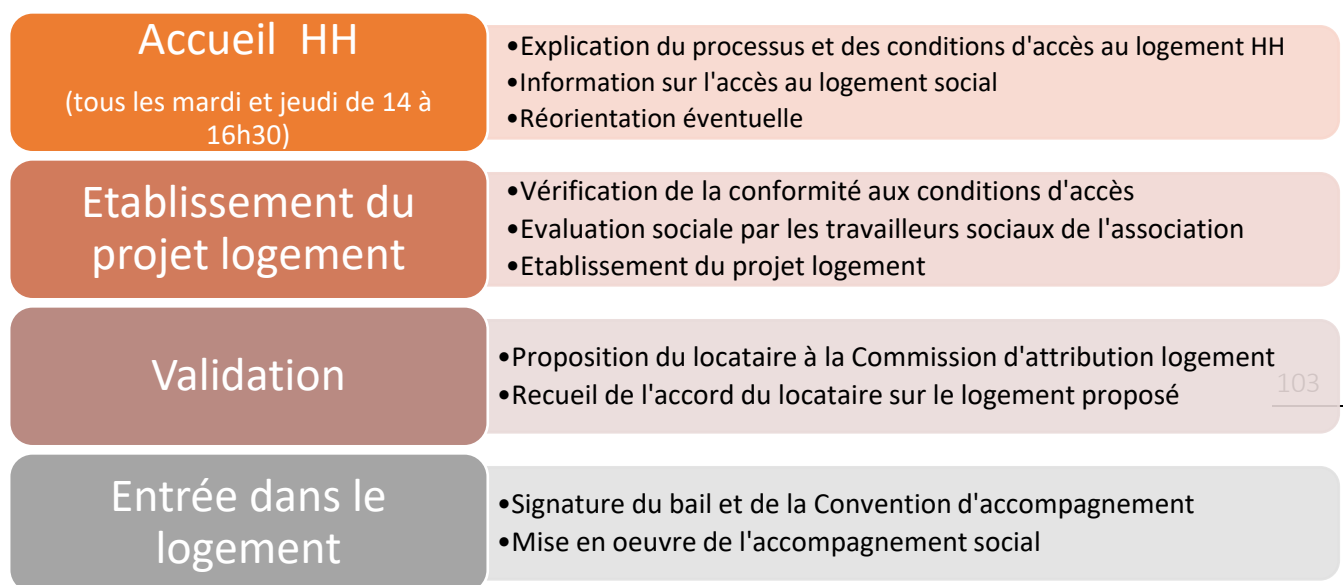 Accueil HH
(tous les mardi et jeudi de 14 à
16h30)
•Explication du processus et des conditions d'accès au logement HH
•Information sur l'accès au logement social
•Réorientation éventuelle
Etablissement du
projet logement
•Vérification de la conformité aux conditions d'accès
•Evaluation sociale par les travailleurs sociaux de l'association
•Etablissement du projet logement
Validation
•Proposition du locataire à la Commission d'attribution logement
•Recueil de l'accord du locataire sur le logement proposé
103
Entrée dans le
logement
•Signature du bail et de la Convention d'accompagnement
•Mise en oeuvre de l'accompagnement social